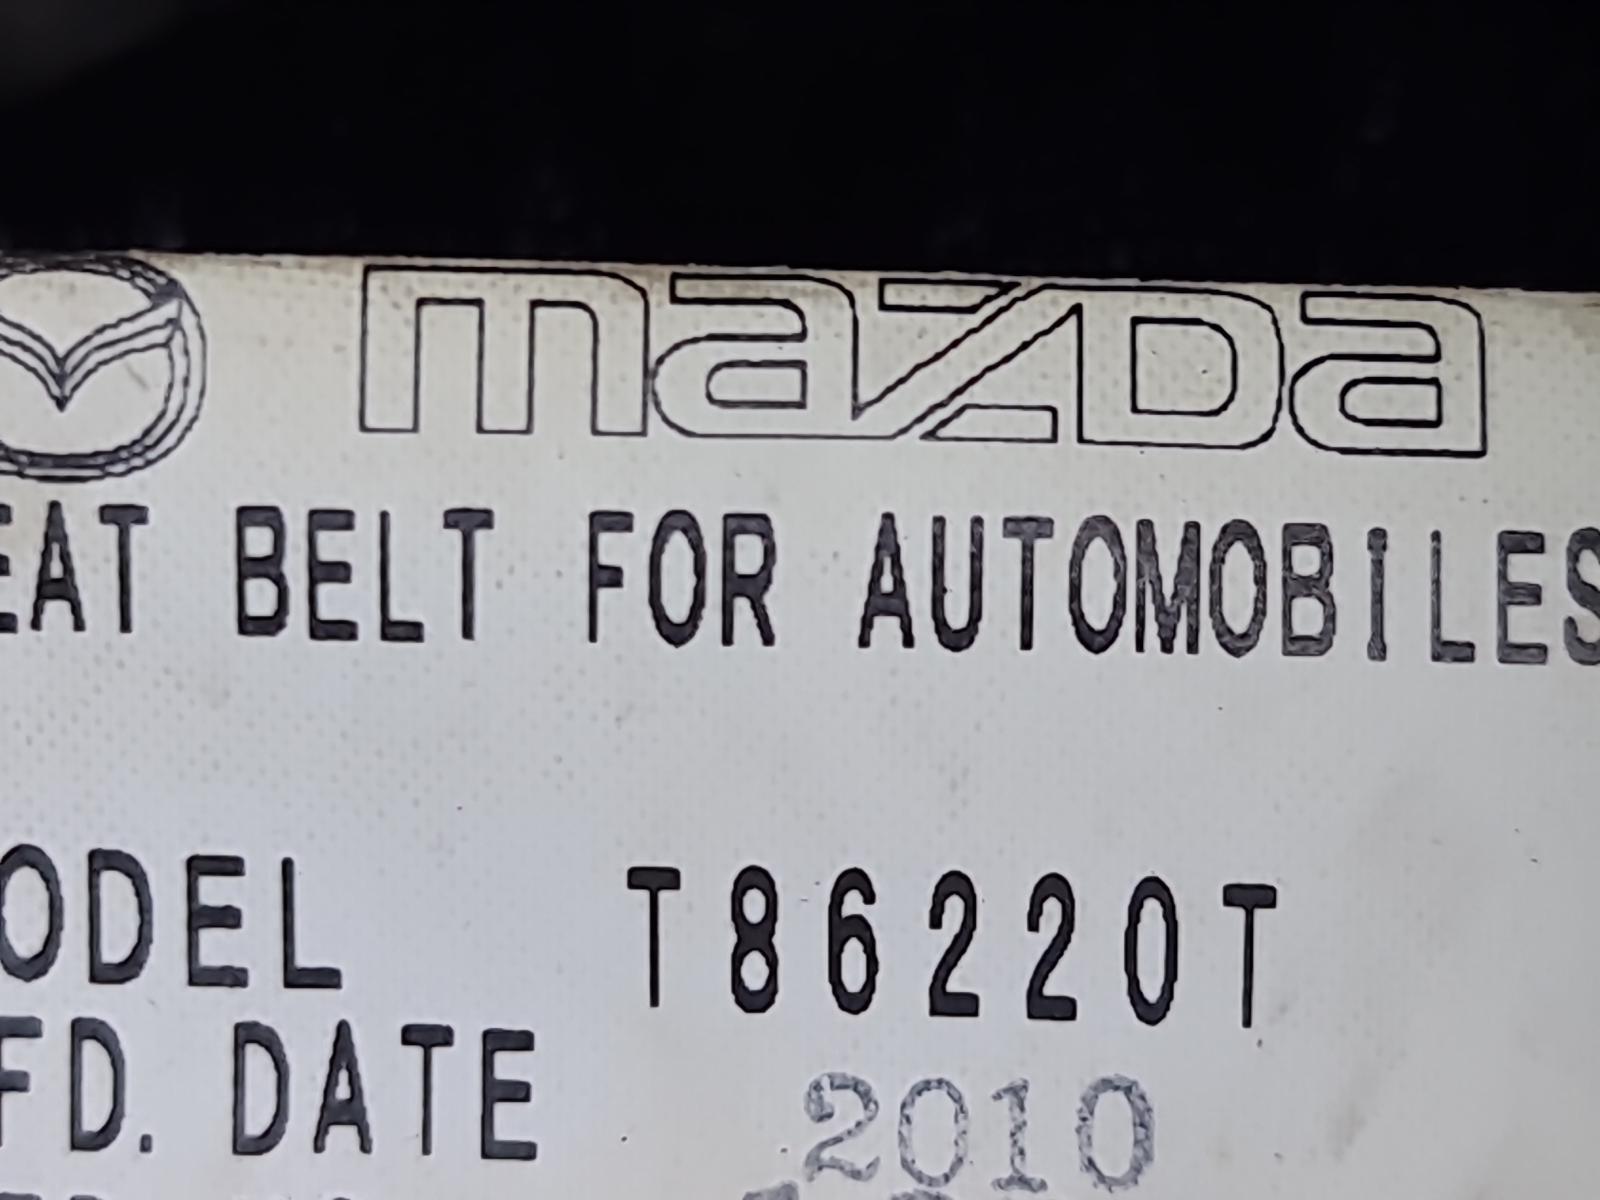 mazda
EAT BELT FOR AUTOMOBILES
ODEL T86220T
FD. DATE 2010